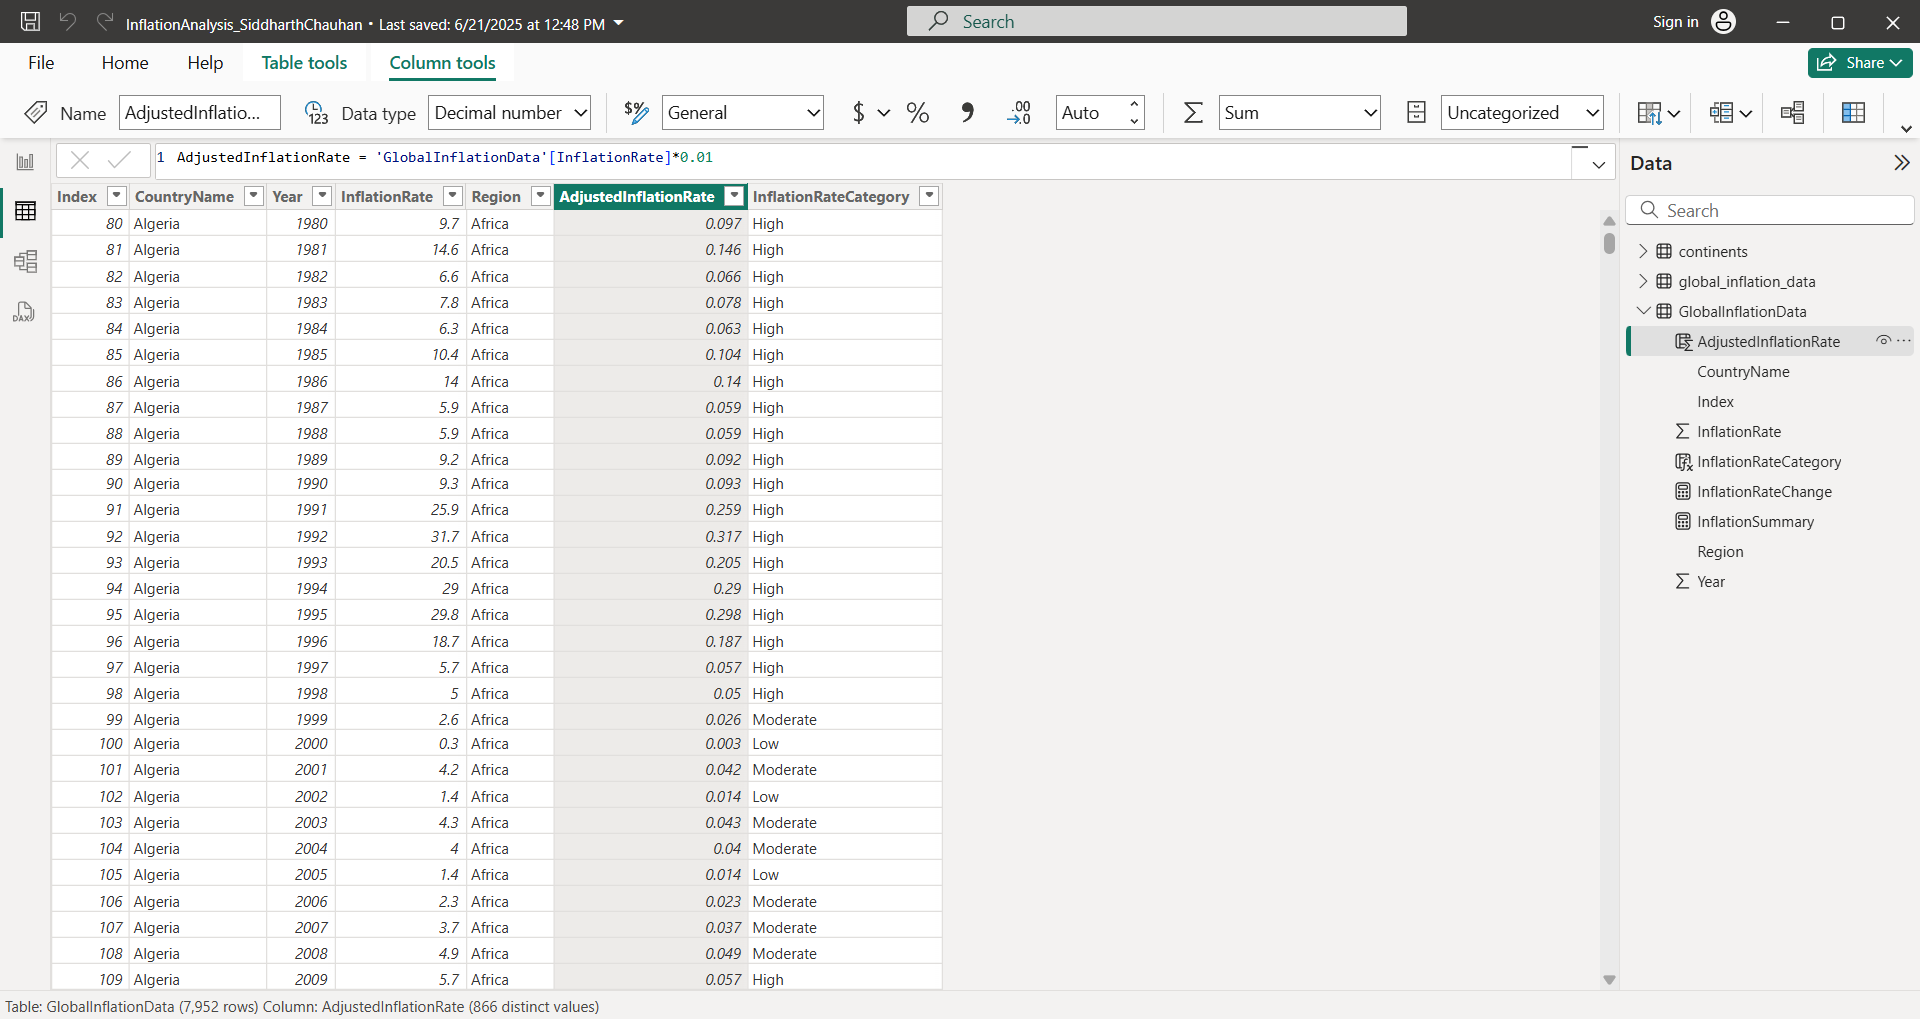 InflationAnalysis_SiddharthChauhan • Last saved: 6/21/2025 at 12:48 PM Search Sign in
File Home Help Table tools Column tools Share
Name AdjustedInflatio... Data type Decimal number General $ % Auto Sum Uncategorized
1 AdjustedInflationRate = 'GlobalInflationData'[InflationRate]*0.01
Index CountryName Year InflationRate Region AdjustedInflationRate InflationRateCategory
80 Algeria 1980 9.7 Africa 0.097 High
81 Algeria 1981 14.6 Africa 0.146 High
82 Algeria 1982 6.6 Africa 0.066 High
83 Algeria 1983 7.8 Africa 0.078 High
84 Algeria 1984 6.3 Africa 0.063 High
85 Algeria 1985 10.4 Africa 0.104 High
86 Algeria 1986 14 Africa 0.14 High
87 Algeria 1987 5.9 Africa 0.059 High
88 Algeria 1988 5.9 Africa 0.059 High
89 Algeria 1989 9.2 Africa 0.092 High
90 Algeria 1990 9.3 Africa 0.093 High
91 Algeria 1991 25.9 Africa 0.259 High
92 Algeria 1992 31.7 Africa 0.317 High
93 Algeria 1993 20.5 Africa 0.205 High
94 Algeria 1994 29 Africa 0.29 High
95 Algeria 1995 29.8 Africa 0.298 High
96 Algeria 1996 18.7 Africa 0.187 High
97 Algeria 1997 5.7 Africa 0.057 High
98 Algeria 1998 5 Africa 0.05 High
99 Algeria 1999 2.6 Africa 0.026 Moderate
100 Algeria 2000 0.3 Africa 0.003 Low
101 Algeria 2001 4.2 Africa 0.042 Moderate
102 Algeria 2002 1.4 Africa 0.014 Low
103 Algeria 2003 4.3 Africa 0.043 Moderate
104 Algeria 2004 4 Africa 0.04 Moderate
105 Algeria 2005 1.4 Africa 0.014 Low
106 Algeria 2006 2.3 Africa 0.023 Moderate
107 Algeria 2007 3.7 Africa 0.037 Moderate
108 Algeria 2008 4.9 Africa 0.049 Moderate
109 Algeria 2009 5.7 Africa 0.057 High
Data
Search
continents
global_inflation_data
GlobalInflationData
AdjustedInflationRate
CountryName
Index
InflationRate
InflationRateCategory
InflationRateChange
InflationSummary
Region
Year
DAX
Table: GlobalInflationData (7,952 rows) Column: AdjustedInflationRate (866 distinct values)